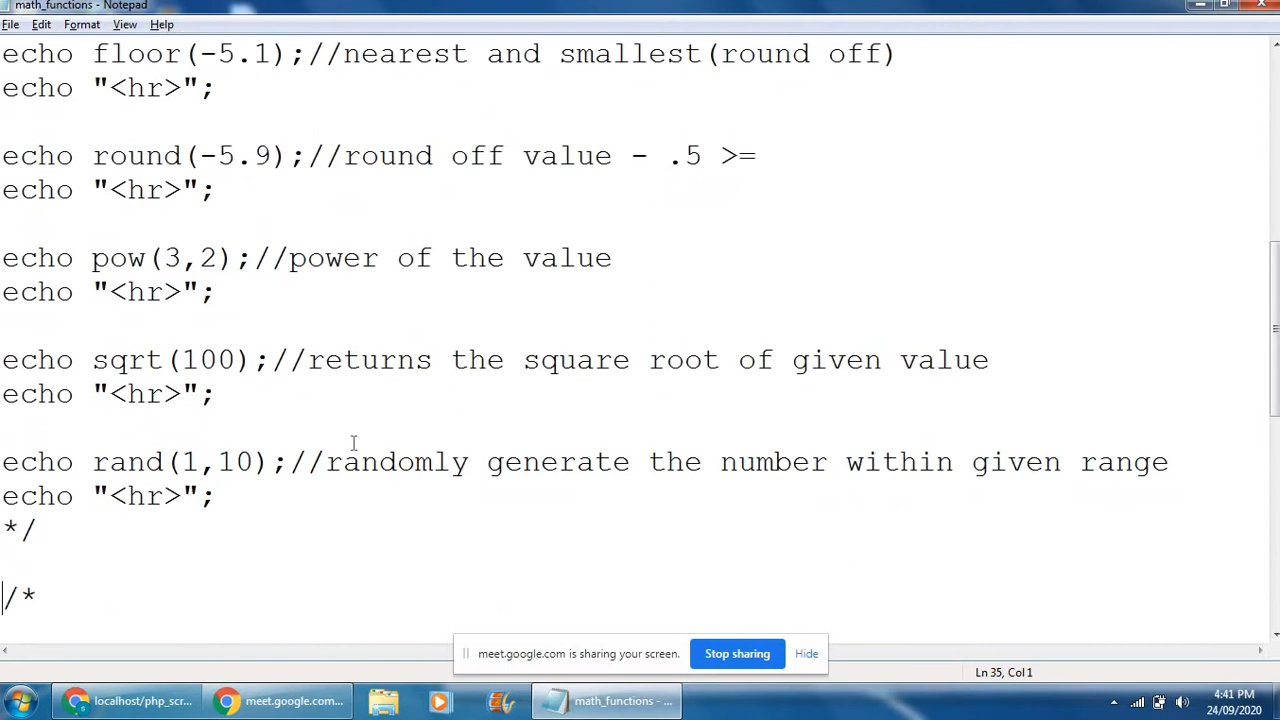 math_functions - Notepad
File Edit Format View Help
echo floor(-5.1);//nearest and smallest(round off)
echo "<hr>";
echo round(-5.9);//round off value - .5 >=
echo "<hr>";
echo pow(3,2);//power of the value
echo "<hr>";
echo sqrt(100);//returns the square root of given value
echo "<hr>";
echo rand(1,10);//randomly generate the number within given range
echo "<hr>";
*/
/*
meet.google.com is sharing your screen. Stop sharing Hide
Ln 35, Col 1
localhost/php_scr... meet.google.com... math_functions - ... 4:41 PM
24/09/2020